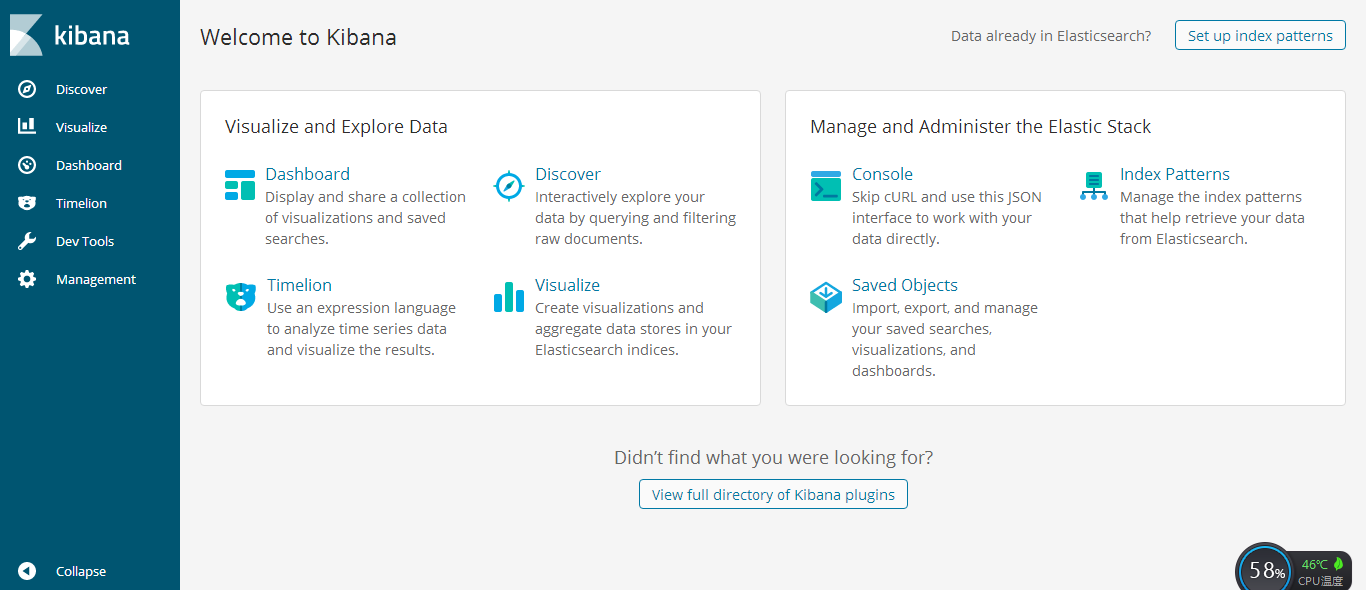 kibana
Discover
Visualize
Dashboard
Timelion
Dev Tools
Management
Collapse
Welcome to Kibana
Data already in Elasticsearch?
Set up index patterns
Visualize and Explore Data
Dashboard
Display and share a collection
of visualizations and saved
searches.
Discover
Interactively explore your
data by querying and filtering
raw documents.
Timelion
Use an expression language
to analyze time series data
and visualize the results.
Visualize
Create visualizations and
aggregate data stores in your
Elasticsearch indices.
Manage and Administer the Elastic Stack
Console
Skip cURL and use this JSON
interface to work with your
data directly.
Index Patterns
Manage the index patterns
that help retrieve your data
from Elasticsearch.
Saved Objects
Import, export, and manage
your saved searches,
visualizations, and
dashboards.
Didn’t find what you were looking for?
View full directory of Kibana plugins
58%
46℃
CPU温度